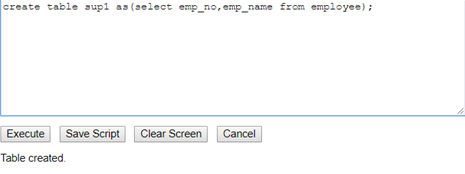 create table sup1 as(select emp_no,emp_name from employee);
Execute Save Script Clear Screen Cancel
Table created.